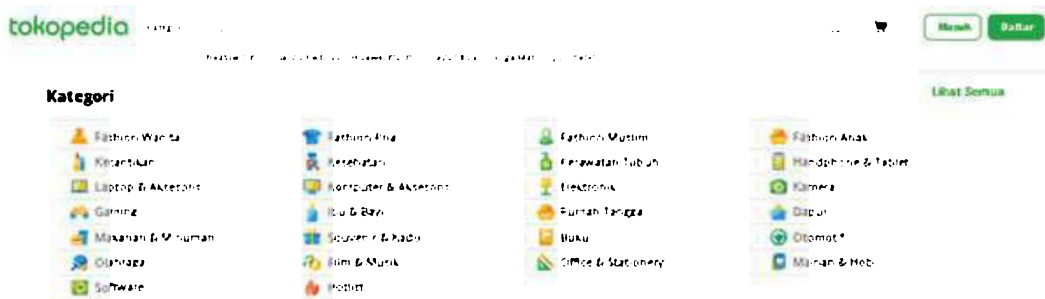 tokopedia
Masuk Daftar
Kategori Lihat Semua
Fashion Wanita Fashion Pria Fashion Muslim Fashion Anak
Kecantikan Kesehatan Perawatan Tubuh Handphone & Tablet
Laptop & Aksesoris Komputer & Aksesoris Elektronik Kamera
Gaming Ibu & Bayi Rumah Tangga Dapur
Makanan & Minuman Souvenir & Kado Buku Otomotif
Olahraga Film & Musik Office & Stationery Mainan & Hobi
Software Hotlist